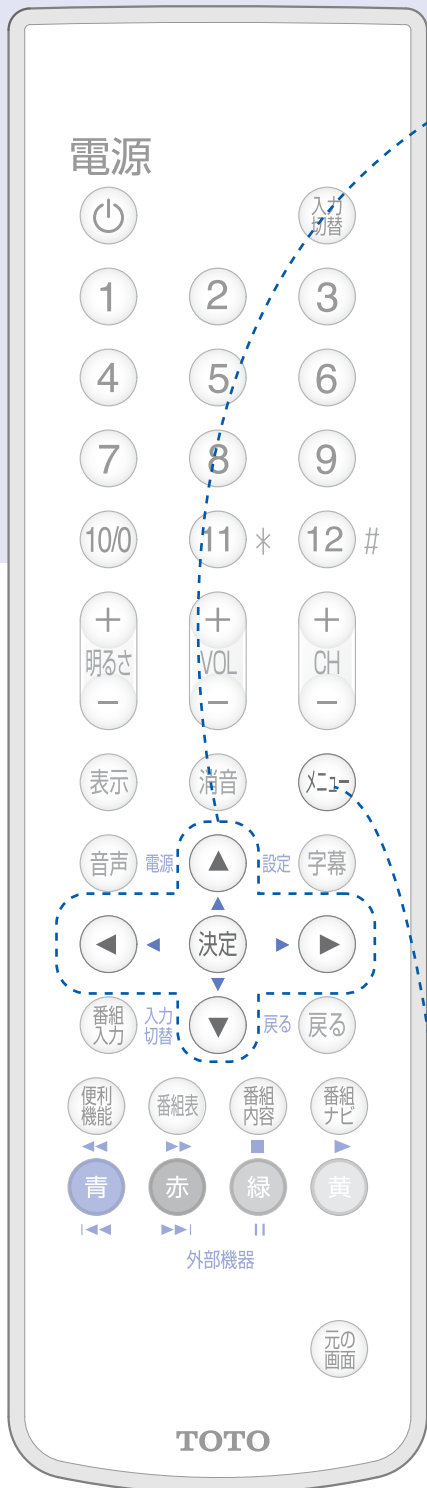 電源
入力
切替
1 2 3
4 5 6
7 8 9
10/0 11 * 12 #
+ + +
明るさ VOL CH
- - -
表示 消音 メニュー
音声 電源 ▲ 設定 字幕
▲
◀ ◀ 決定 ▶ ▶
▼
番組
入力
入力
切替
▼ 戻る 戻る
便利
機能
番組表
番組
内容
番組
ナビ
◀◀ ▶▶ ■ ▶
青 赤 緑 黄
|◀◀ ▶▶| II
外部機器
元の
画面
TOTO